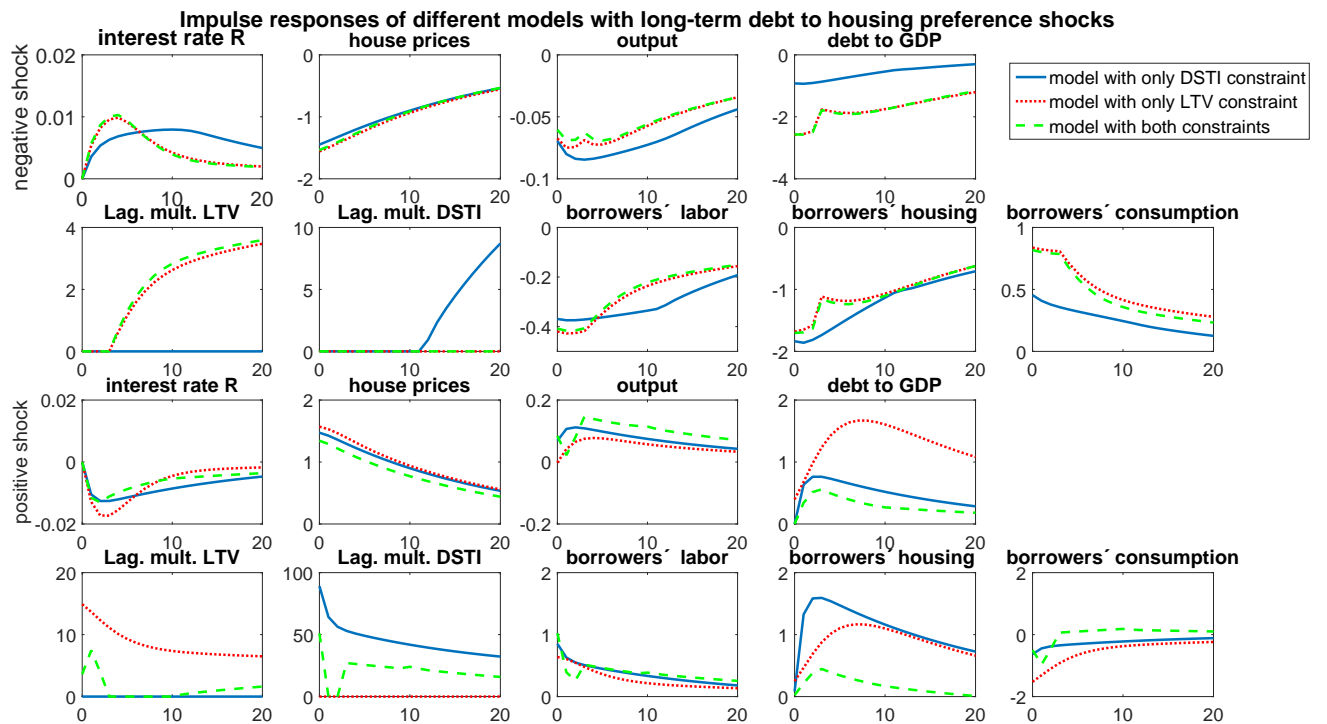 Impulse responses of different models with long-term debt to housing preference shocks
interest rate R
house prices
output
debt to GDP
negative shock
0.02
0.01
0
0 10 20
0
-1
-2
0 10 20
0
-0.05
-0.1
0 10 20
0
-2
-4
0 10 20
model with only DSTI constraint
model with only LTV constraint
model with both constraints
Lag. mult. LTV
Lag. mult. DSTI
borrowers´ labor
borrowers´ housing
borrowers´ consumption
4
2
0
0 10 20
10
5
0
0 10 20
0
-0.2
-0.4
0 10 20
0
-1
-2
0 10 20
1
0.5
0
0 10 20
interest rate R
house prices
output
debt to GDP
positive shock
0.02
0
-0.02
0 10 20
2
1
0
0 10 20
0.2
0
-0.2
0 10 20
2
1
0
0 10 20
Lag. mult. LTV
Lag. mult. DSTI
borrowers´ labor
borrowers´ housing
borrowers´ consumption
20
10
0
0 10 20
100
50
0
0 10 20
2
1
0
0 10 20
2
1
0
0 10 20
2
0
-2
0 10 20